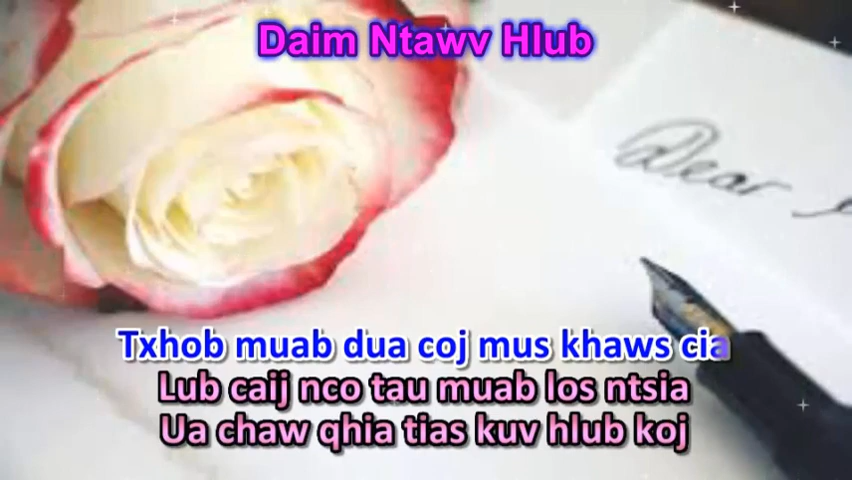 Daim Ntawv Hlub
Dear
Txhob muab dua coj mus khaws cia
Lub caij nco tau muab los ntsia
Ua chaw qhia tias kuv hlub koj